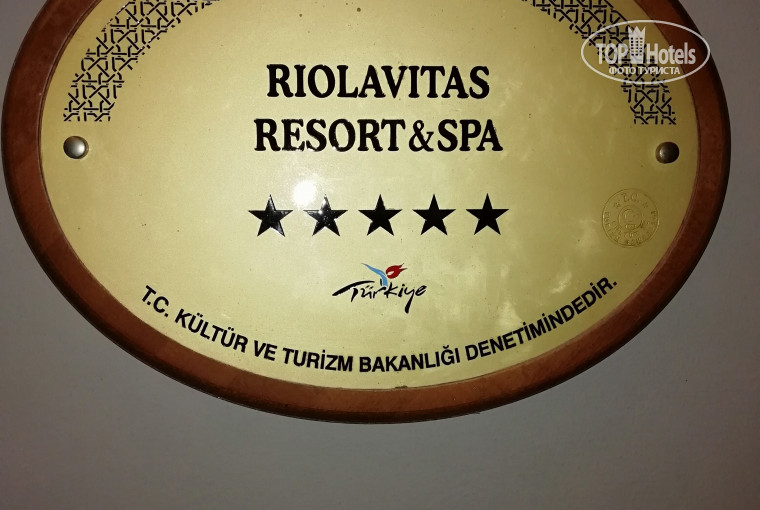 TOP Hotels
ФОТО ТУРИСТА
RIOLAVITAS
RESORT&SPA
Türkiye
T.C. KÜLTÜR VE TURİZM BAKANLIĞI DENETİMİNDEDİR.